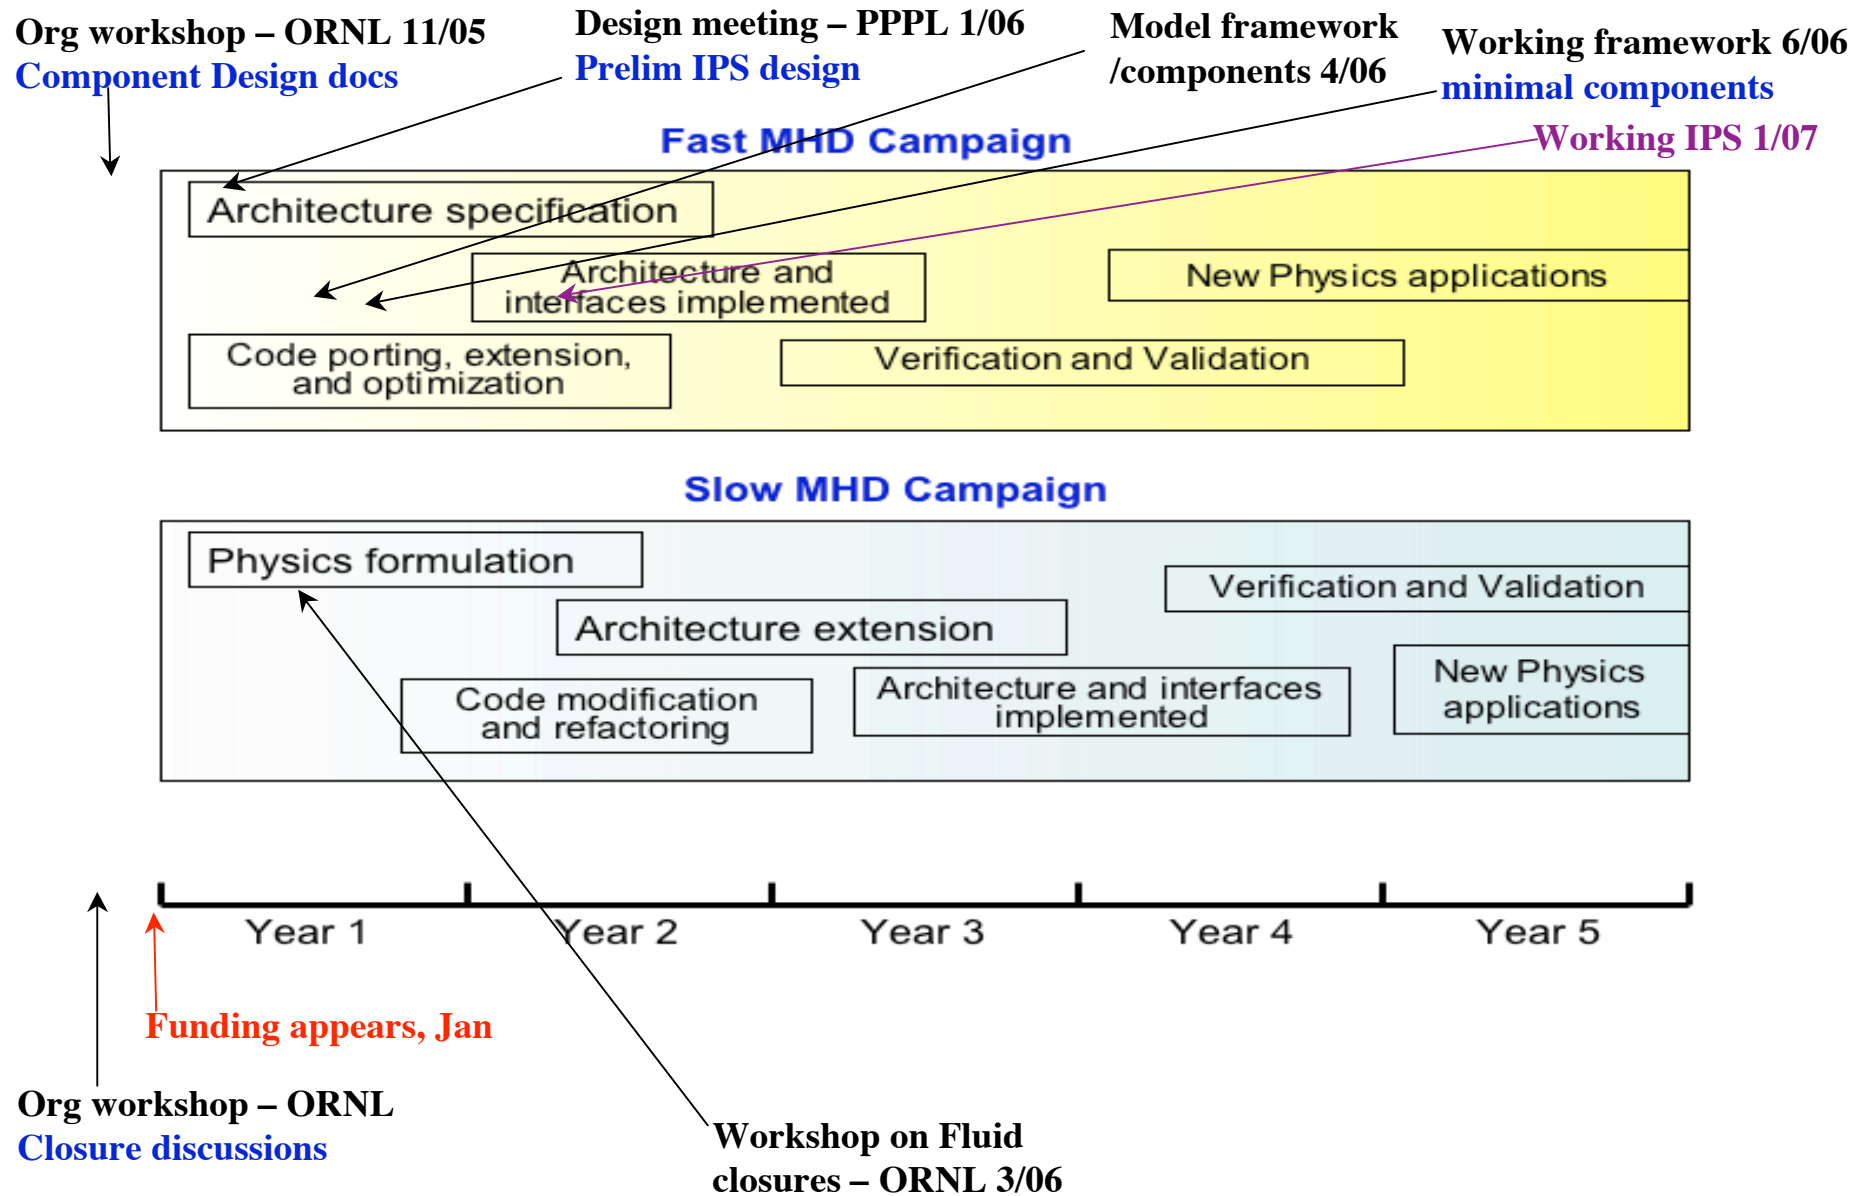 Org workshop – ORNL 11/05
Component Design docs
Design meeting – PPPL 1/06
Prelim IPS design
Model framework
/components 4/06
Working framework 6/06
minimal components
Working IPS 1/07
Fast MHD Campaign
Architecture specification
Architecture and
interfaces implemented
New Physics applications
Code porting, extension,
and optimization
Verification and Validation
Slow MHD Campaign
Physics formulation
Verification and Validation
Architecture extension
New Physics
applications
Code modification
and refactoring
Architecture and interfaces
implemented
Year 1
Year 2
Year 3
Year 4
Year 5
Funding appears, Jan
Org workshop – ORNL
Closure discussions
Workshop on Fluid
closures – ORNL 3/06